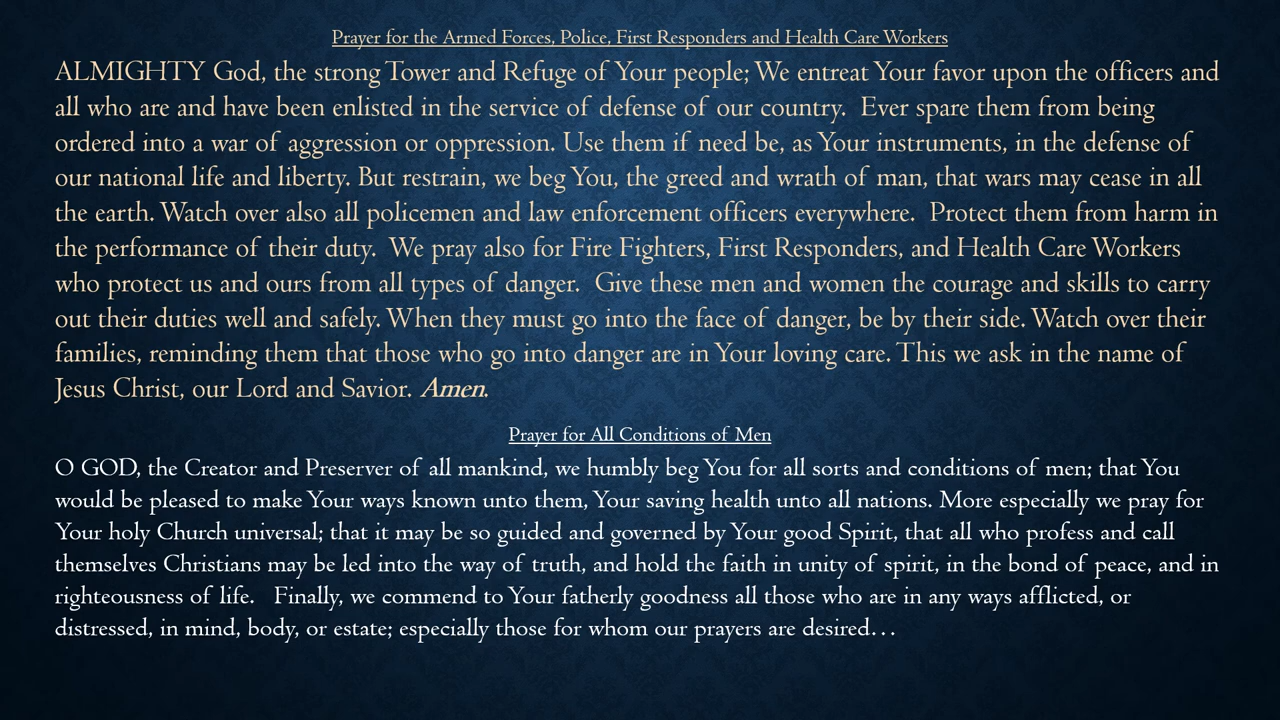 Prayer for the Armed Forces, Police, First Responders and Health Care Workers
ALMIGHTY God, the strong Tower and Refuge of Your people; We entreat Your favor upon the officers and
all who are and have been enlisted in the service of defense of our country.  Ever spare them from being
ordered into a war of aggression or oppression. Use them if need be, as Your instruments, in the defense of
our national life and liberty. But restrain, we beg You, the greed and wrath of man, that wars may cease in all
the earth. Watch over also all policemen and law enforcement officers everywhere.  Protect them from harm in
the performance of their duty.  We pray also for Fire Fighters, First Responders, and Health Care Workers
who protect us and ours from all types of danger.  Give these men and women the courage and skills to carry
out their duties well and safely. When they must go into the face of danger, be by their side. Watch over their
families, reminding them that those who go into danger are in Your loving care. This we ask in the name of
Jesus Christ, our Lord and Savior. Amen.
Prayer for All Conditions of Men
O GOD, the Creator and Preserver of all mankind, we humbly beg You for all sorts and conditions of men; that You
would be pleased to make Your ways known unto them, Your saving health unto all nations. More especially we pray for
Your holy Church universal; that it may be so guided and governed by Your good Spirit, that all who profess and call
themselves Christians may be led into the way of truth, and hold the faith in unity of spirit, in the bond of peace, and in
righteousness of life.   Finally, we commend to Your fatherly goodness all those who are in any ways afflicted, or
distressed, in mind, body, or estate; especially those for whom our prayers are desired…